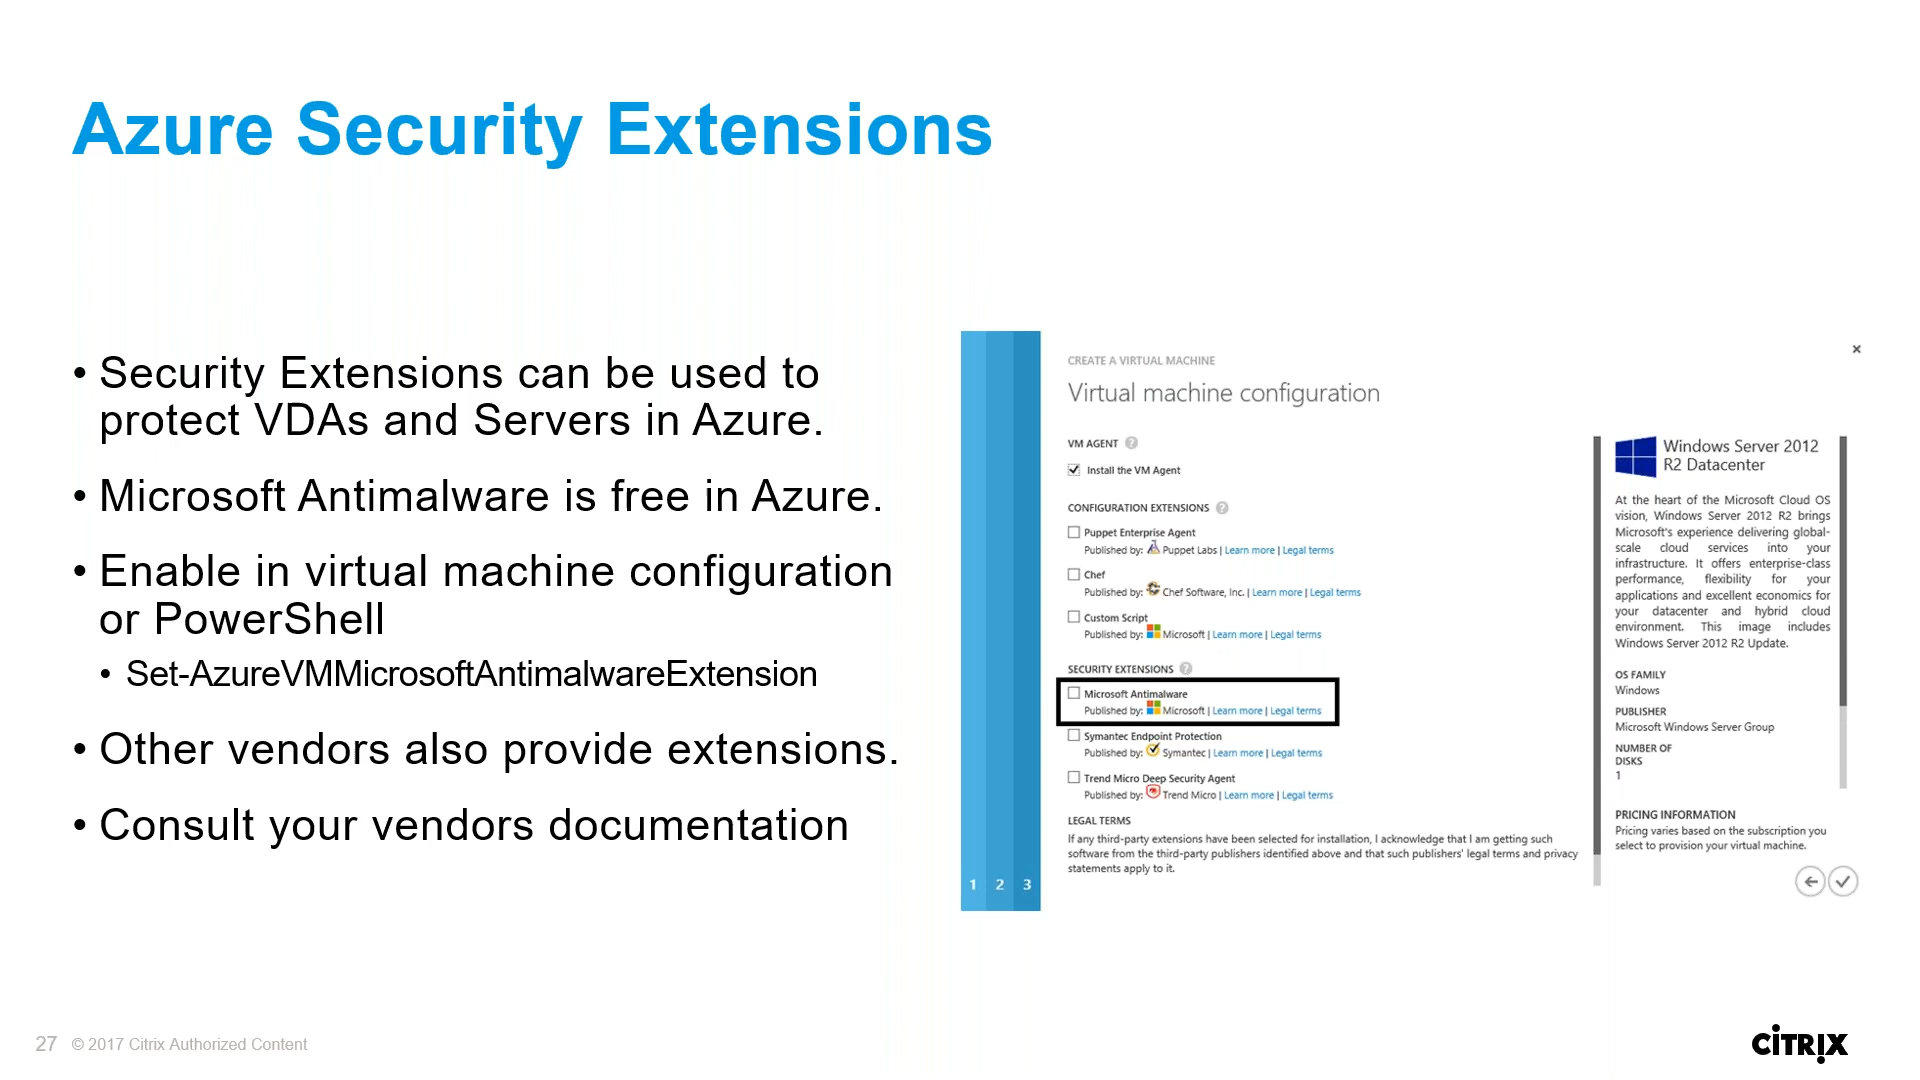 Azure Security Extensions
• Security Extensions can be used to
protect VDAs and Servers in Azure.
• Microsoft Antimalware is free in Azure.
• Enable in virtual machine configuration
or PowerShell
• Set-AzureVMMicrosoftAntimalwareExtension
• Other vendors also provide extensions.
• Consult your vendors documentation
CREATE A VIRTUAL MACHINE
Virtual machine configuration
VM AGENT ?
Install the VM Agent
CONFIGURATION EXTENSIONS ?
Puppet Enterprise Agent
Published by: Puppet Labs | Learn more | Legal terms
Chef
Published by: Chef Software, Inc. | Learn more | Legal terms
Custom Script
Published by: Microsoft | Learn more | Legal terms
SECURITY EXTENSIONS ?
Microsoft Antimalware
Published by: Microsoft | Learn more | Legal terms
Symantec Endpoint Protection
Published by: Symantec | Learn more | Legal terms
Trend Micro Deep Security Agent
Published by: Trend Micro | Learn more | Legal terms
LEGAL TERMS
If any third-party extensions have been selected for installation, I acknowledge that I am getting such
software from the third-party publishers identified above and that such publishers' legal terms and privacy
statements apply to it.
1 2 3
Windows Server 2012
R2 Datacenter
At the heart of the Microsoft Cloud OS
vision, Windows Server 2012 R2 brings
Microsoft's experience delivering global-
scale cloud services into your
infrastructure. It offers enterprise-class
performance, flexibility for your
applications and excellent economics for
your datacenter and hybrid cloud
environment. This image includes
Windows Server 2012 R2 Update.
OS FAMILY
Windows
PUBLISHER
Microsoft Windows Server Group
NUMBER OF
DISKS
1
PRICING INFORMATION
Pricing varies based on the subscription you
select to provision your virtual machine.
27 © 2017 Citrix Authorized Content
CITRIX